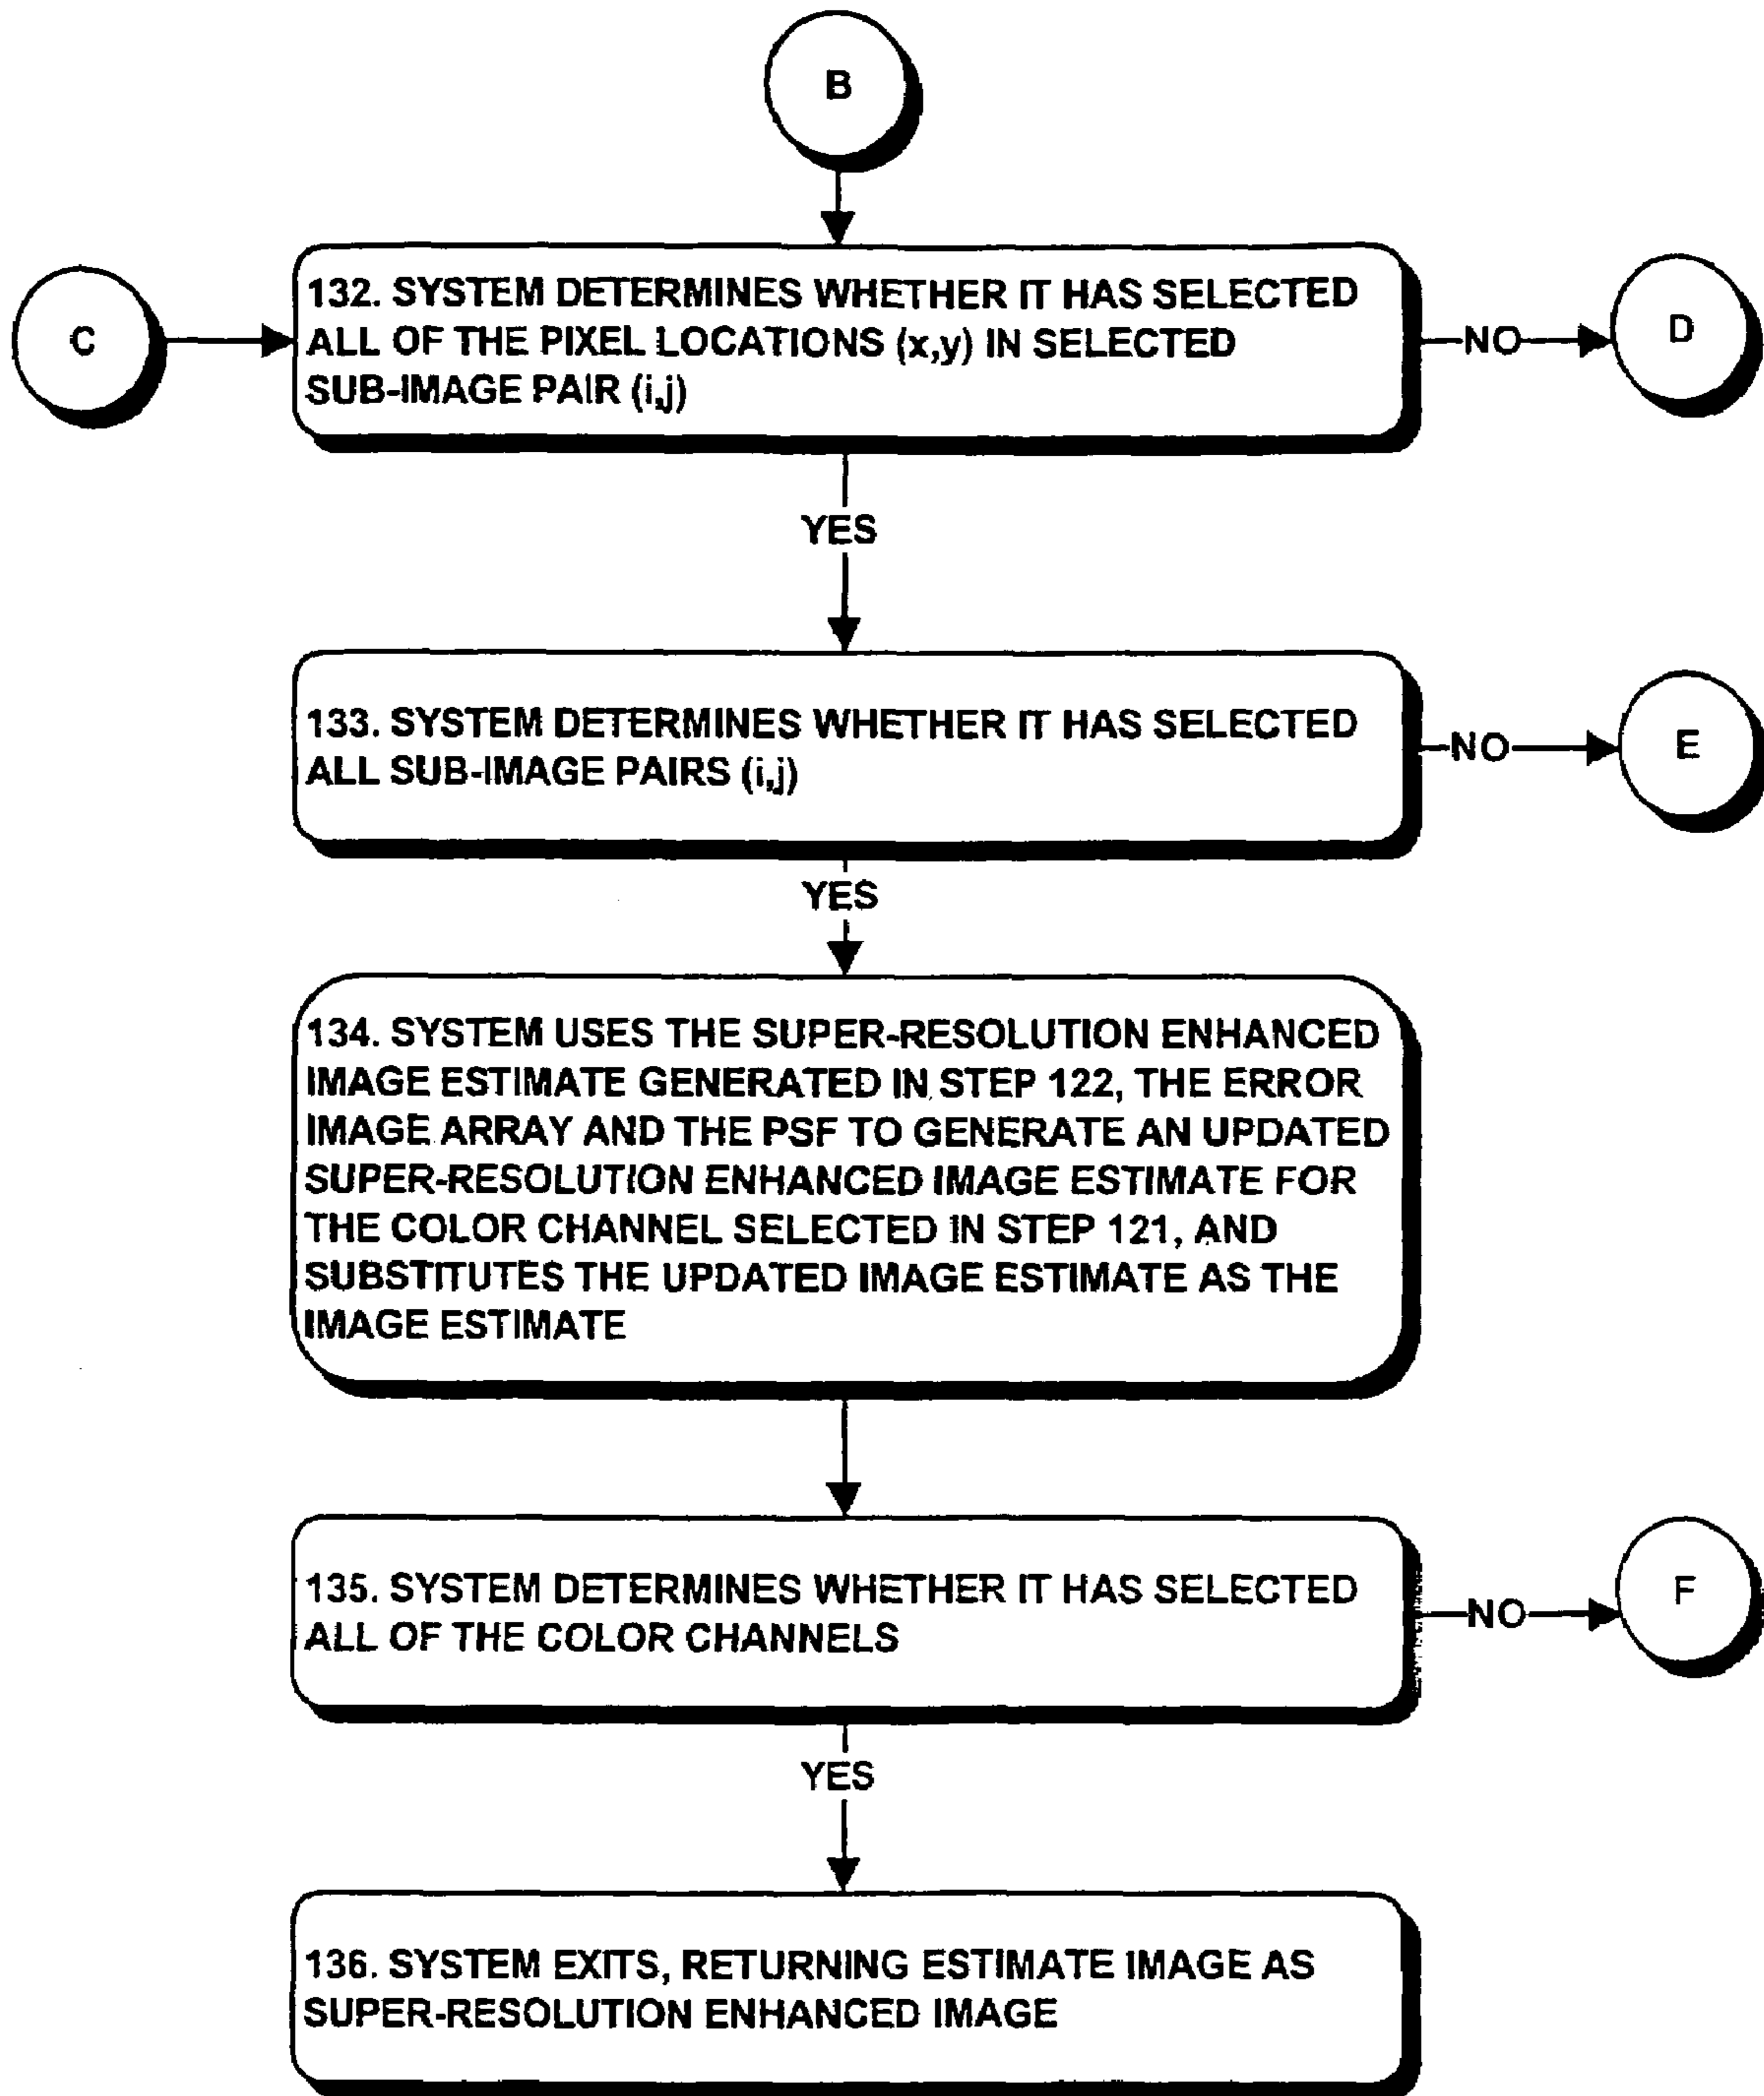 B
C
132. SYSTEM DETERMINES WHETHER IT HAS SELECTED
ALL OF THE PIXEL LOCATIONS (x,y) IN SELECTED
SUB-IMAGE PAIR (i,j)
NO
D
YES
133. SYSTEM DETERMINES WHETHER IT HAS SELECTED
ALL SUB-IMAGE PAIRS (i,j)
NO
E
YES
134. SYSTEM USES THE SUPER-RESOLUTION ENHANCED
IMAGE ESTIMATE GENERATED IN STEP 122, THE ERROR
IMAGE ARRAY AND THE PSF TO GENERATE AN UPDATED
SUPER-RESOLUTION ENHANCED IMAGE ESTIMATE FOR
THE COLOR CHANNEL SELECTED IN STEP 121, AND
SUBSTITUTES THE UPDATED IMAGE ESTIMATE AS THE
IMAGE ESTIMATE
135. SYSTEM DETERMINES WHETHER IT HAS SELECTED
ALL OF THE COLOR CHANNELS
NO
F
YES
136. SYSTEM EXITS, RETURNING ESTIMATE IMAGE AS
SUPER-RESOLUTION ENHANCED IMAGE